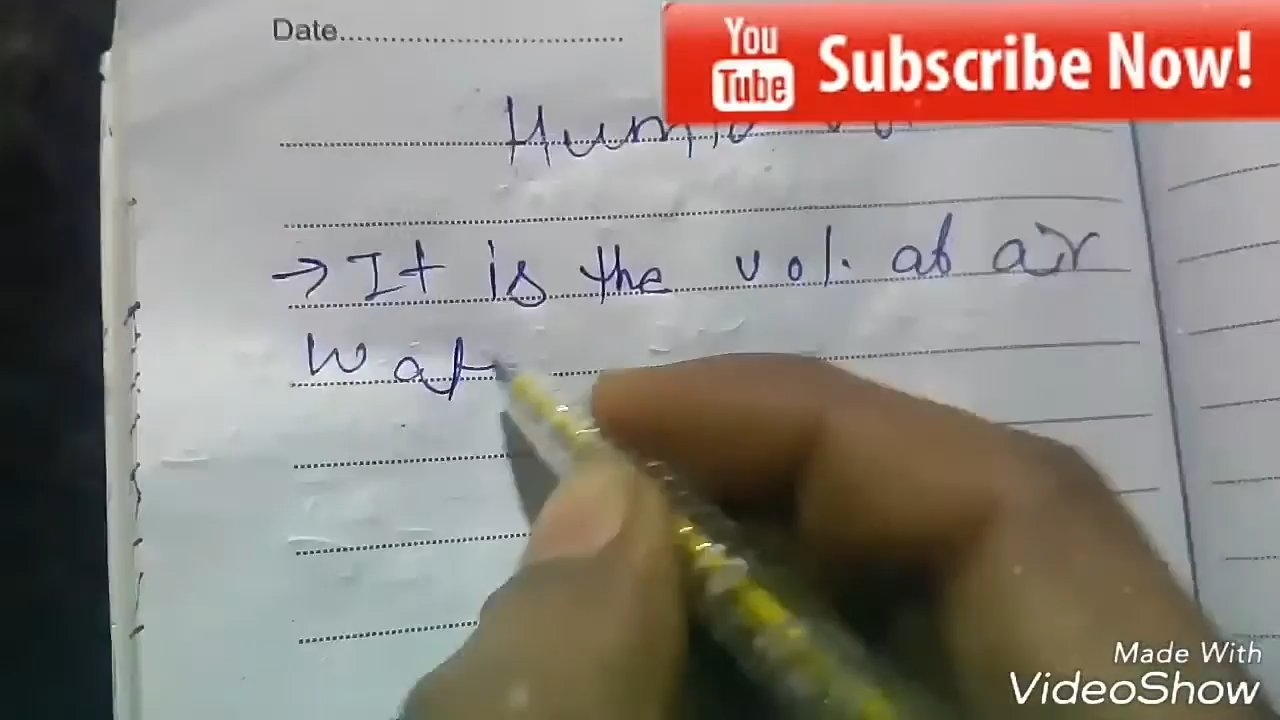 Date
You Tube Subscribe Now!
→ It is the vol. of air
wat
Made With
VideoShow